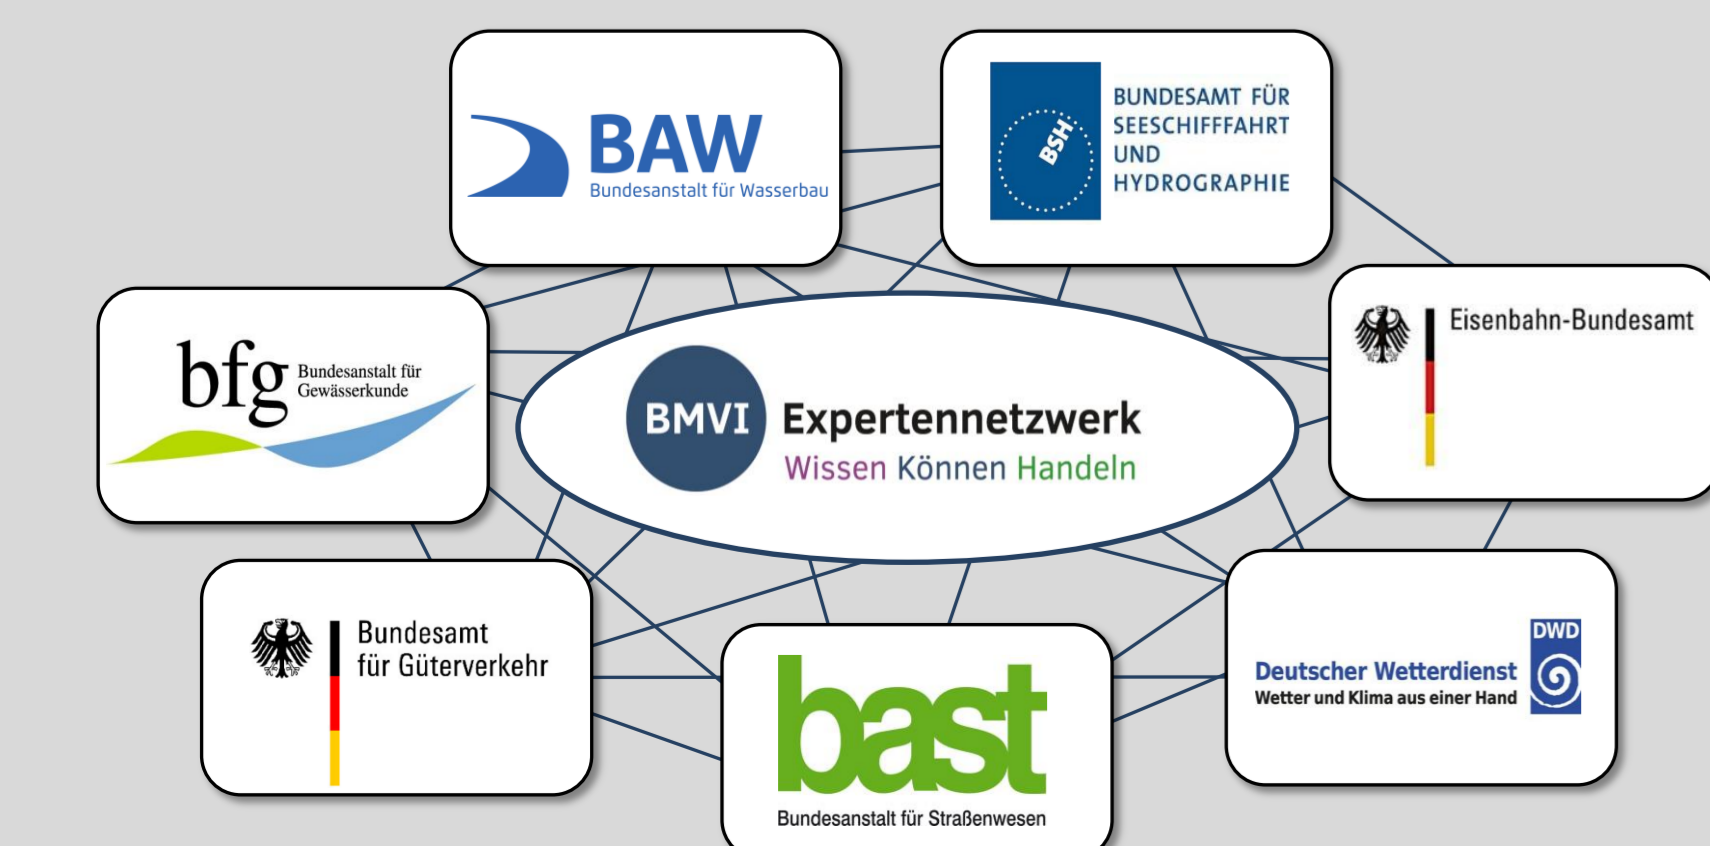 BAW
Bundesanstalt für Wasserbau
BSH
BUNDESAMT FÜR
SEESCHIFFFAHRT
UND
HYDROGRAPHIE
bfg
Bundesanstalt für
Gewässerkunde
BMVI
Expertennetzwerk
Wissen Können Handeln
Eisenbahn-Bundesamt
Bundesamt
für Güterverkehr
bast
Bundesanstalt für Straßenwesen
DWD
Deutscher Wetterdienst
Wetter und Klima aus einer Hand